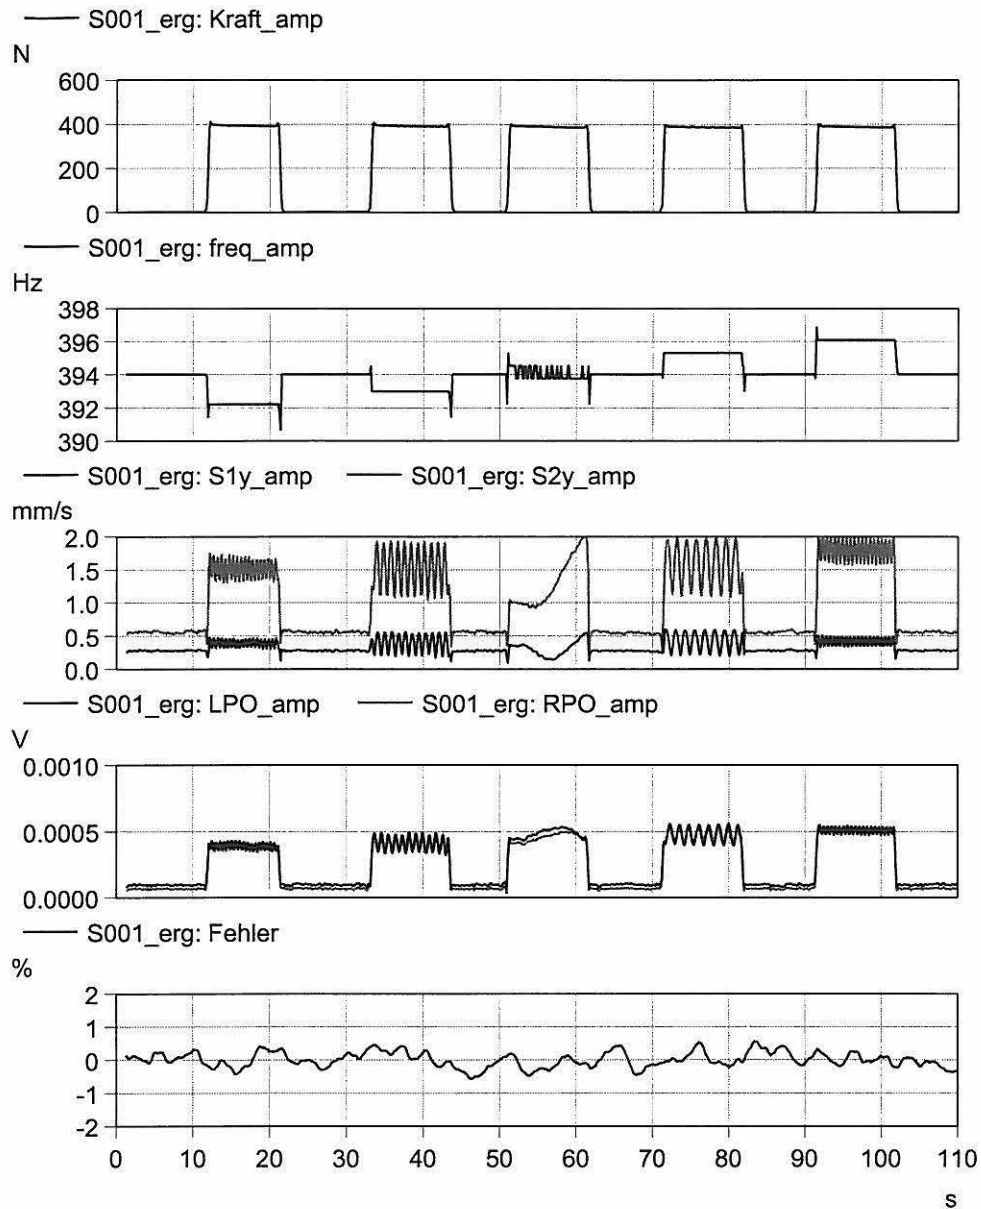 S001_erg: Kraft_amp
N
600
400
200
0
S001_erg: freq_amp
Hz
398
396
394
392
390
S001_erg: S1y_amp S001_erg: S2y_amp
mm/s
2.0
1.5
1.0
0.5
0.0
S001_erg: LPO_amp S001_erg: RPO_amp
V
0.0010
0.0005
0.0000
S001_erg: Fehler
%
2
1
0
-1
-2
0 10 20 30 40 50 60 70 80 90 100 110
s